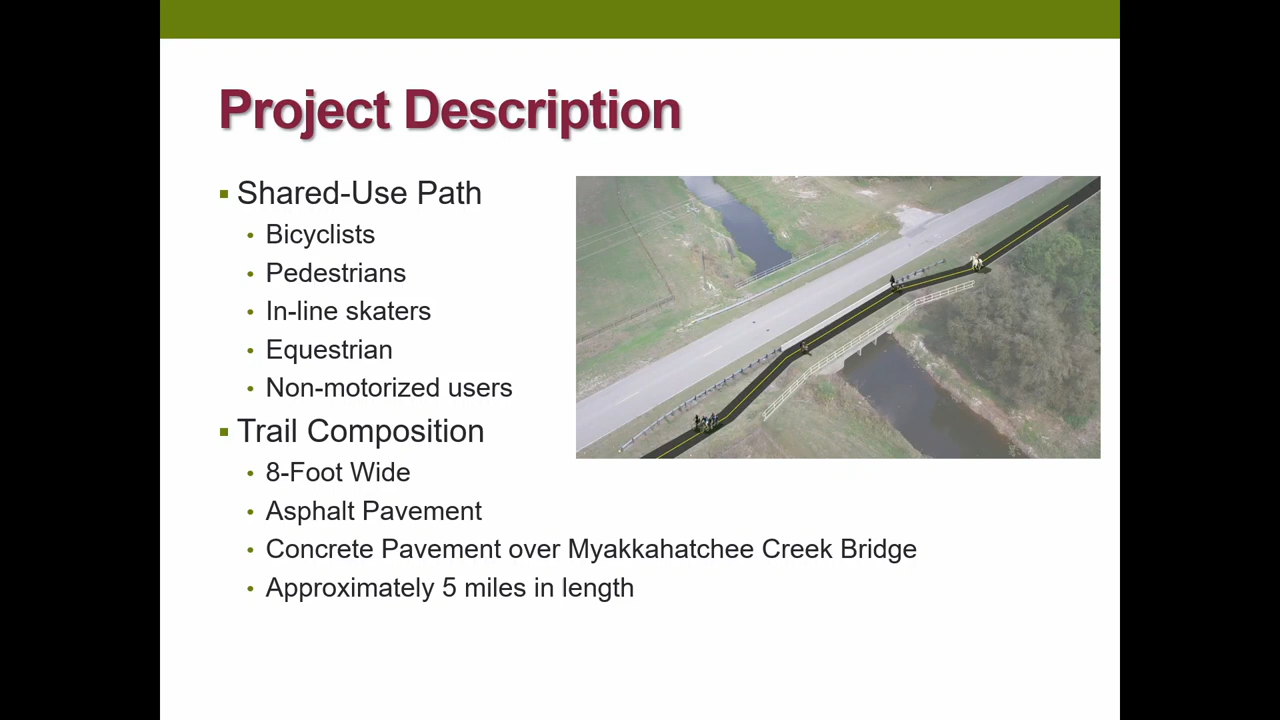 Project Description
Shared-Use Path
Bicyclists
Pedestrians
In-line skaters
Equestrian
Non-motorized users
Trail Composition
8-Foot Wide
Asphalt Pavement
Concrete Pavement over Myakkahatchee Creek Bridge
Approximately 5 miles in length